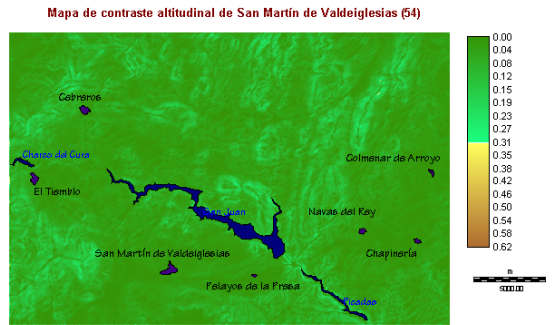 Mapa de contraste altitudinal de San Martín de Valdeiglesias (54)
Cebreros
Charco del Cura
El Tiemblo
San Juan
Colmenar de Arroyo
Navas del Rey
Chapinería
San Martín de Valdeiglesias
Pelayos de la Presa
Picadas
0.00
0.04
0.08
0.12
0.15
0.19
0.23
0.27
0.31
0.35
0.38
0.42
0.46
0.50
0.54
0.58
0.62
m
5000.00